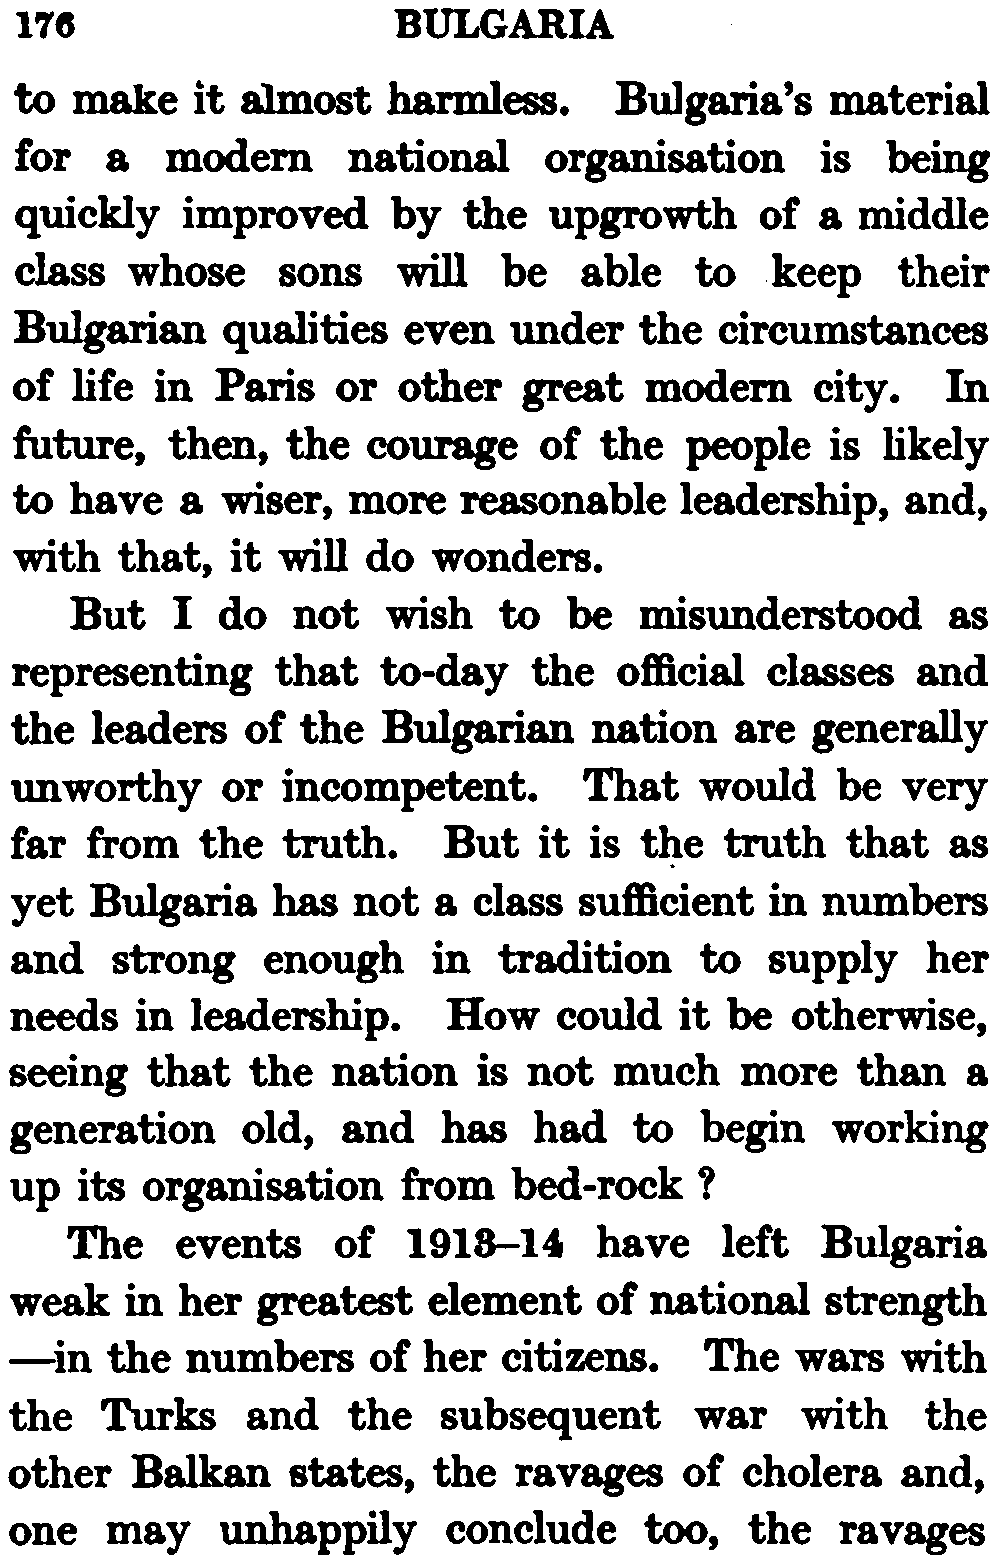 176 BULGARIA
to make it almost harmless. Bulgaria's material
for a modern national organisation is being
quickly improved by the upgrowth of a middle
class whose sons will be able to keep their
Bulgarian qualities even under the circumstances
of life in Paris or other great modern city. In
future, then, the courage of the people is likely
to have a wiser, more reasonable leadership, and,
with that, it will do wonders.
But I do not wish to be misunderstood as
representing that to-day the official classes and
the leaders of the Bulgarian nation are generally
unworthy or incompetent. That would be very
far from the truth. But it is the truth that as
yet Bulgaria has not a class sufficient in numbers
and strong enough in tradition to supply her
needs in leadership. How could it be otherwise,
seeing that the nation is not much more than a
generation old, and has had to begin working
up its organisation from bed-rock ?
The events of 1913–14 have left Bulgaria
weak in her greatest element of national strength
—in the numbers of her citizens. The wars with
the Turks and the subsequent war with the
other Balkan states, the ravages of cholera and,
one may unhappily conclude too, the ravages